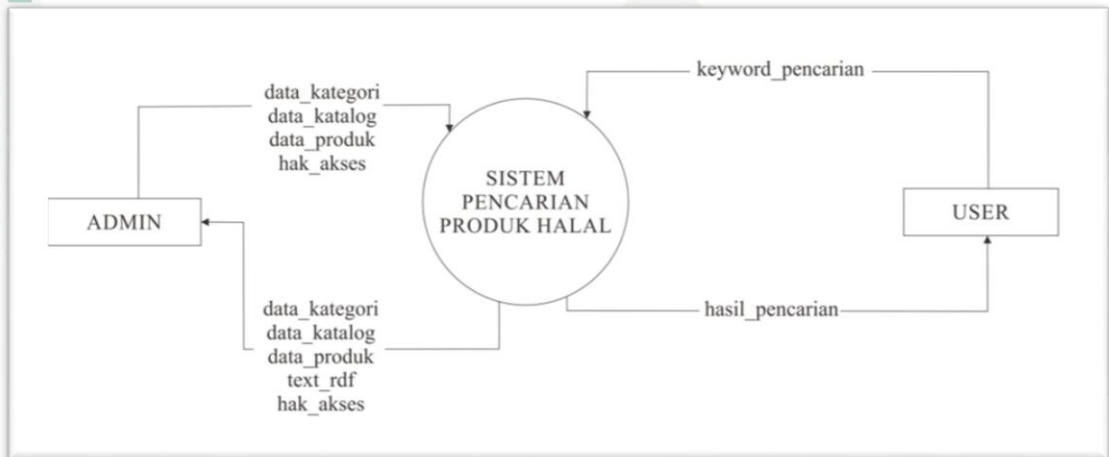 data_kategori
data_katalog
data_produk
hak_akses
keyword_pencarian
ADMIN
SISTEM
PENCARIAN
PRODUK HALAL
USER
data_kategori
data_katalog
data_produk
text_rdf
hak_akses
hasil_pencarian